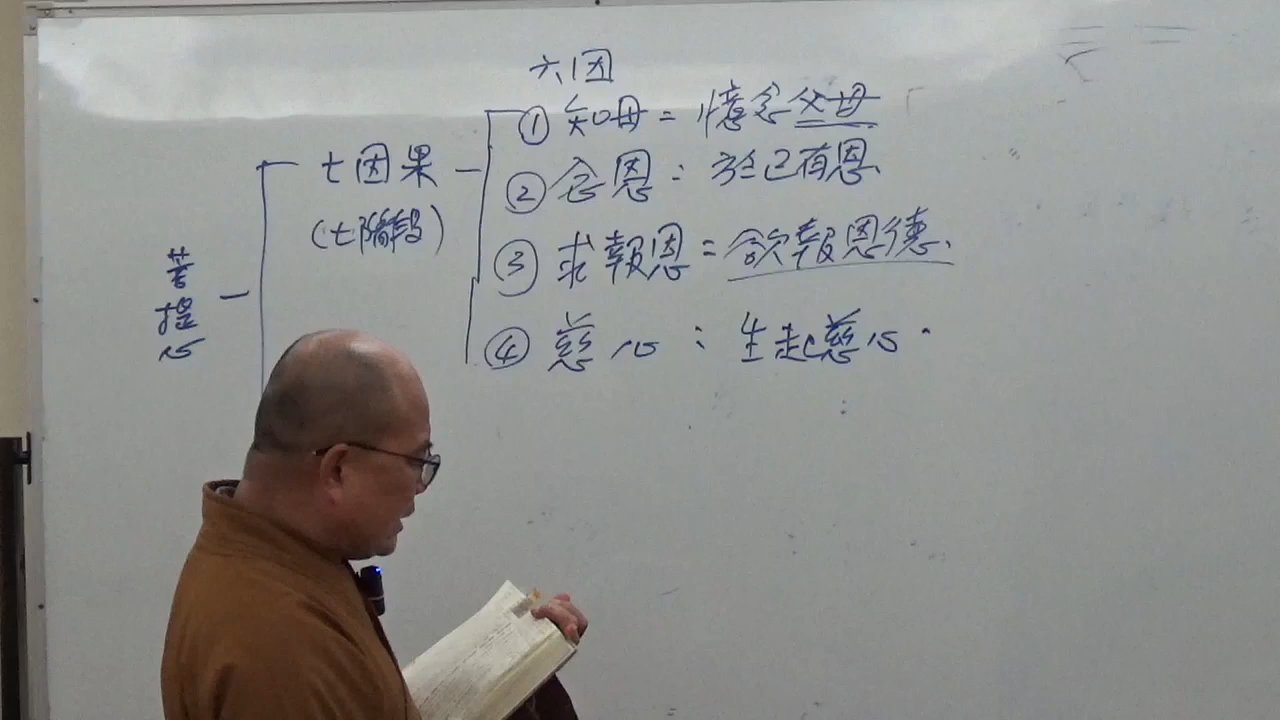 六因
①知母=憶念父母
七因果
②念恩:於己有恩
(七階段)
③求報恩=欲報恩德.
菩提心
④慈心:生起慈心.